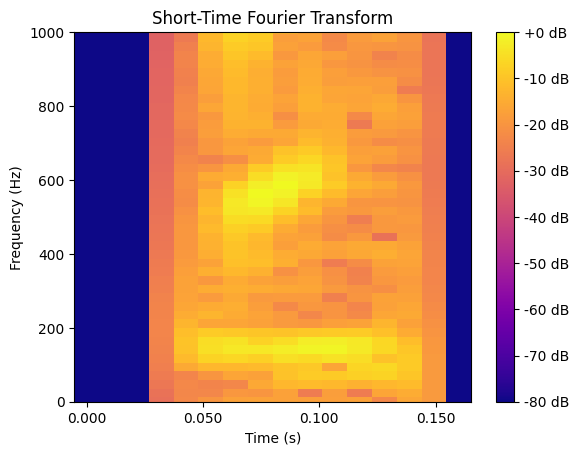 Short-Time Fourier Transform
Frequency (Hz)
1000
800
600
400
200
0
0.000
0.050
0.100
0.150
Time (s)
+0 dB
-10 dB
-20 dB
-30 dB
-40 dB
-50 dB
-60 dB
-70 dB
-80 dB